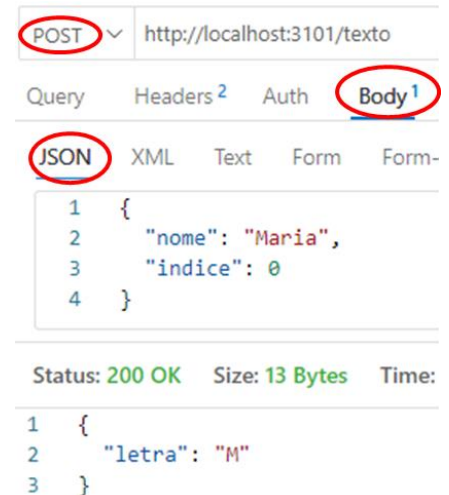 POST http://localhost:3101/texto
Query Headers 2 Auth Body 1
JSON XML Text Form Form-
1 {
2 "nome": "Maria",
3 "indice": 0
4 }
Status: 200 OK Size: 13 Bytes Time:
1 {
2 "letra": "M"
3 }